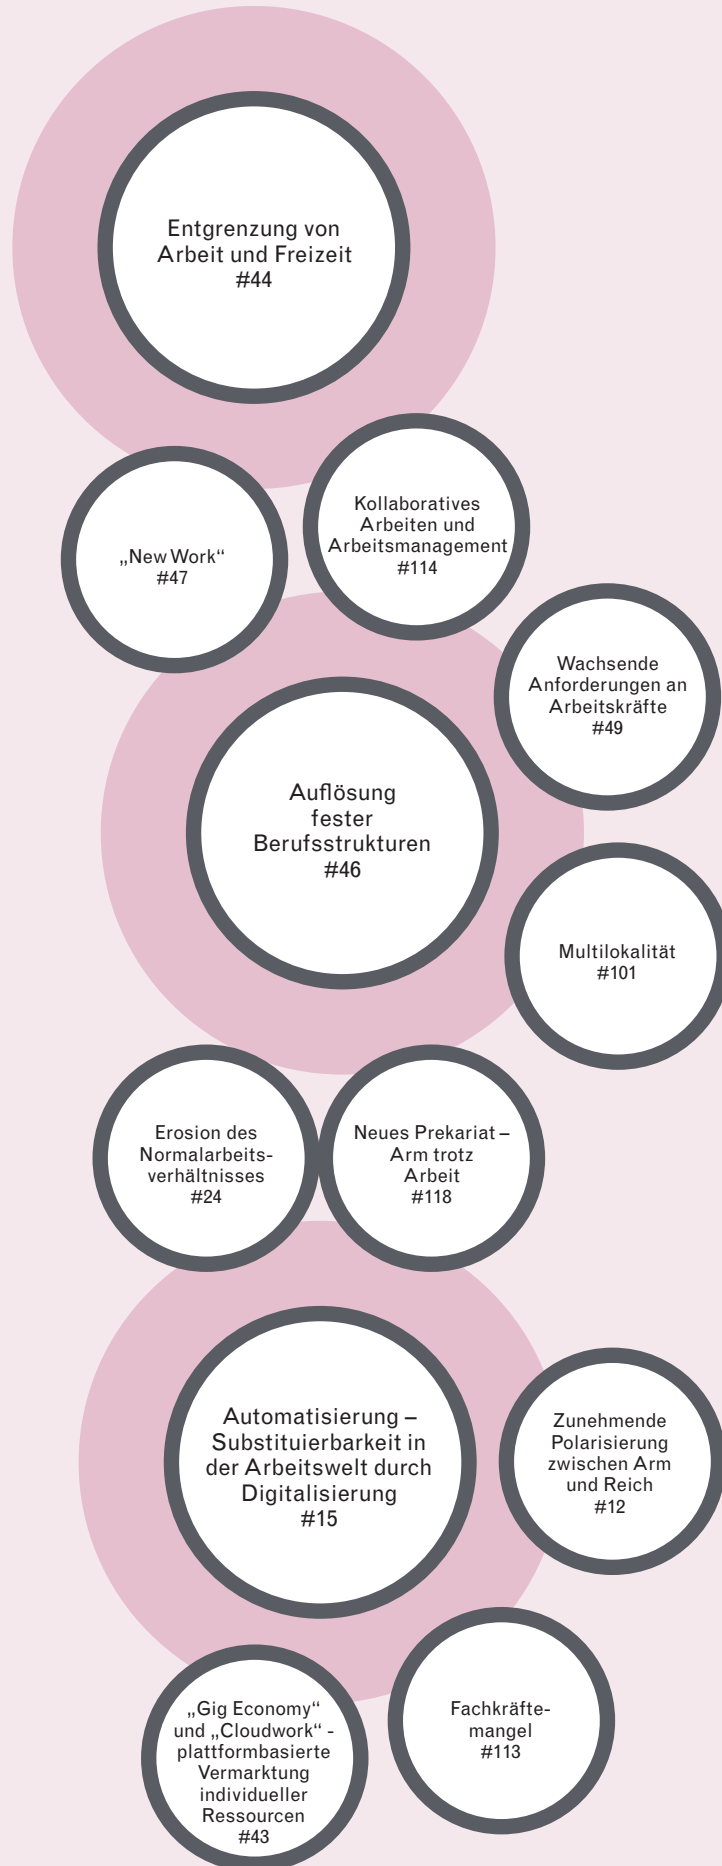 Entgrenzung von
Arbeit und Freizeit
#44
Kollaboratives
Arbeiten und
Arbeitsmanagement
#114
„New Work“
#47
Wachsende
Anforderungen an
Arbeitskräfte
#49
Auflösung
fester
Berufsstrukturen
#46
Multilokalität
#101
Erosion des
Normalarbeits-
verhältnisses
#24
Neues Prekariat –
Arm trotz
Arbeit
#118
Automatisierung –
Substituierbarkeit in
der Arbeitswelt durch
Digitalisierung
#15
Zunehmende
Polarisierung
zwischen Arm
und Reich
#12
„Gig Economy“
und „Cloudwork“ -
plattformbasierte
Vermarktung
individueller
Ressourcen
#43
Fachkräfte-
mangel
#113